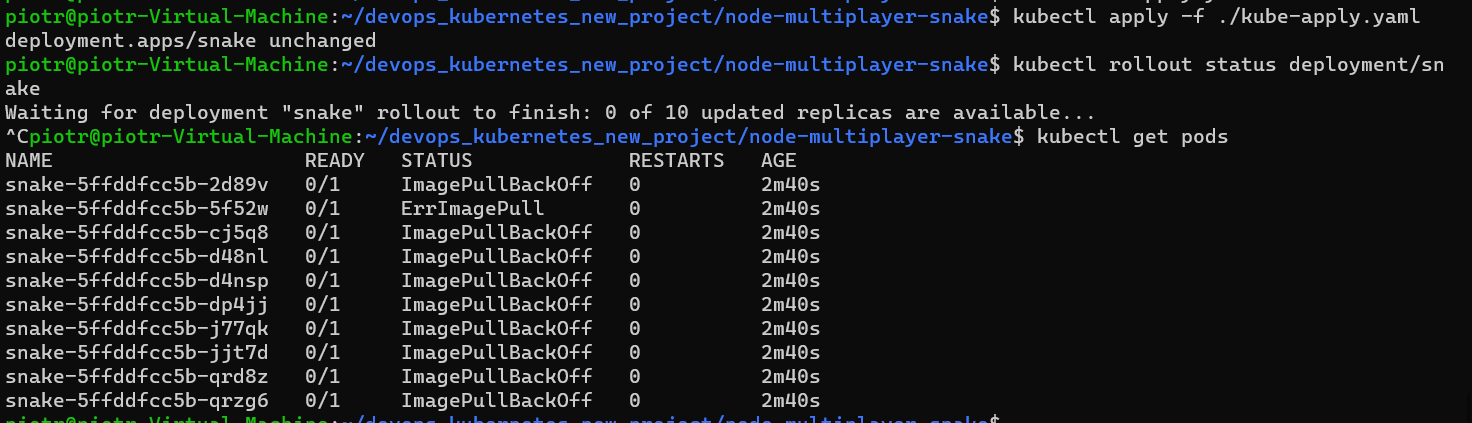 piotr@piotr-Virtual-Machine:~/devops_kubernetes_new_project/node-multiplayer-snake$ kubectl apply -f ./kube-apply.yaml
deployment.apps/snake unchanged
piotr@piotr-Virtual-Machine:~/devops_kubernetes_new_project/node-multiplayer-snake$ kubectl rollout status deployment/sn
ake
Waiting for deployment "snake" rollout to finish: 0 of 10 updated replicas are available...
^Cpiotr@piotr-Virtual-Machine:~/devops_kubernetes_new_project/node-multiplayer-snake$ kubectl get pods
NAME                     READY   STATUS             RESTARTS   AGE
snake-5ffddfcc5b-2d89v   0/1     ImagePullBackOff   0          2m40s
snake-5ffddfcc5b-5f52w   0/1     ErrImagePull       0          2m40s
snake-5ffddfcc5b-cj5q8   0/1     ImagePullBackOff   0          2m40s
snake-5ffddfcc5b-d48nl   0/1     ImagePullBackOff   0          2m40s
snake-5ffddfcc5b-d4nsp   0/1     ImagePullBackOff   0          2m40s
snake-5ffddfcc5b-dp4jj   0/1     ImagePullBackOff   0          2m40s
snake-5ffddfcc5b-j77qk   0/1     ImagePullBackOff   0          2m40s
snake-5ffddfcc5b-jjt7d   0/1     ImagePullBackOff   0          2m40s
snake-5ffddfcc5b-qrd8z   0/1     ImagePullBackOff   0          2m40s
snake-5ffddfcc5b-qrzg6   0/1     ImagePullBackOff   0          2m40s
piotr@piotr-Virtual-Machine:~/devops_kubernetes_new_project/node-multiplayer-snake$